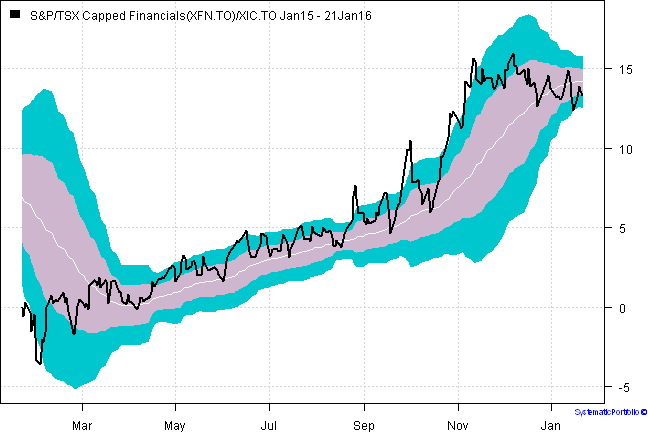 S&P/TSX Capped Financials(XFN.TO)/XIC.TO Jan15 - 21Jan16
15
10
5
0
-5
Mar May Jul Sep Nov Jan
SystematicPortfolio ©